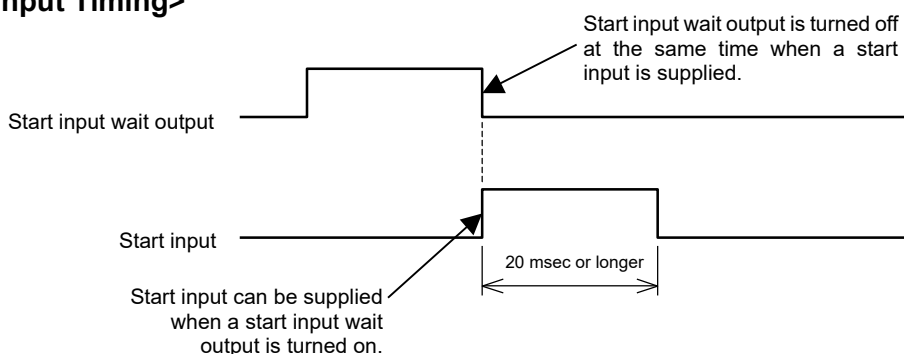 nput Timing>
Start input wait output is turned off
at the same time when a start
input is supplied.
Start input wait output
Start input
20 msec or longer
Start input can be supplied
when a start input wait
output is turned on.